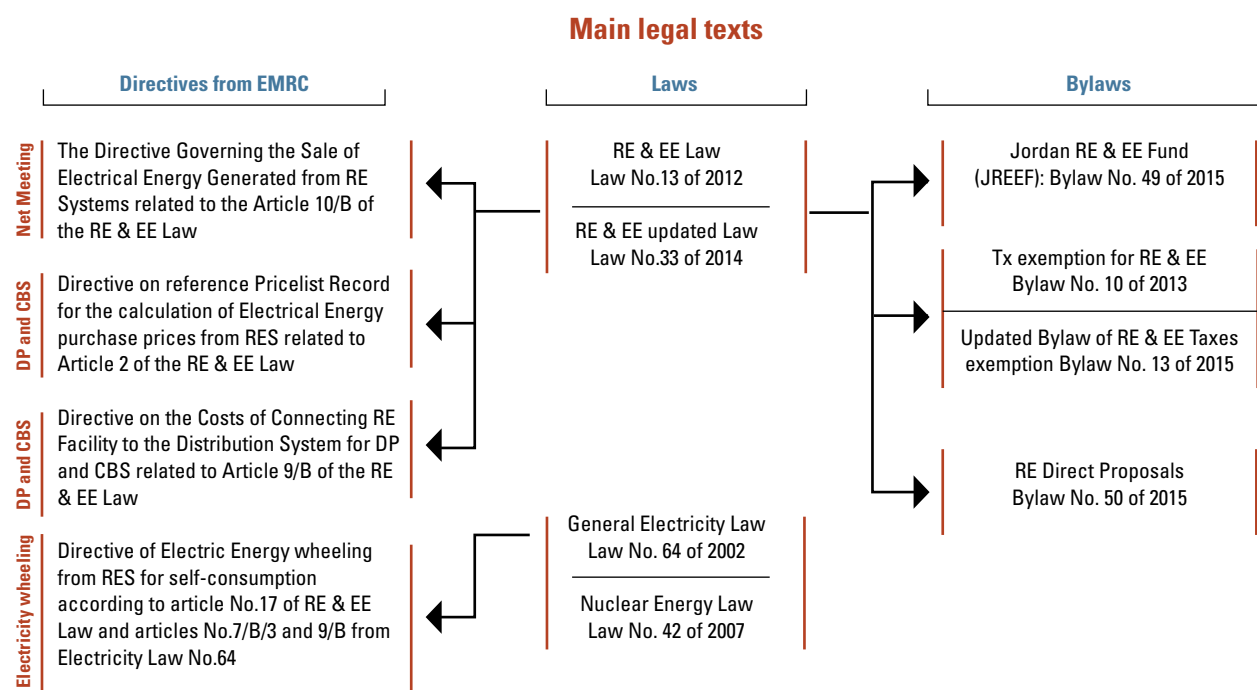 Main legal texts
Directives from EMRC
Net Meeting
The Directive Governing the Sale of
Electrical Energy Generated from RE
Systems related to the Article 10/B of
the RE & EE Law
DP and CBS
Directive on reference Pricelist Record
for the calculation of Electrical Energy
purchase prices from RES related to
Article 2 of the RE & EE Law
DP and CBS
Directive on the Costs of Connecting RE
Facility to the Distribution System for DP
and CBS related to Article 9/B of the RE
& EE Law
Electricity wheeling
Directive of Electric Energy wheeling
from RES for self-consumption
according to article No.17 of RE & EE
Law and articles No.7/B/3 and 9/B from
Electricity Law No.64
Laws
RE & EE Law
Law No.13 of 2012
RE & EE updated Law
Law No.33 of 2014
General Electricity Law
Law No. 64 of 2002
Nuclear Energy Law
Law No. 42 of 2007
Bylaws
Jordan RE & EE Fund
(JREEF): Bylaw No. 49 of 2015
Tx exemption for RE & EE
Bylaw No. 10 of 2013
Updated Bylaw of RE & EE Taxes
exemption Bylaw No. 13 of 2015
RE Direct Proposals
Bylaw No. 50 of 2015